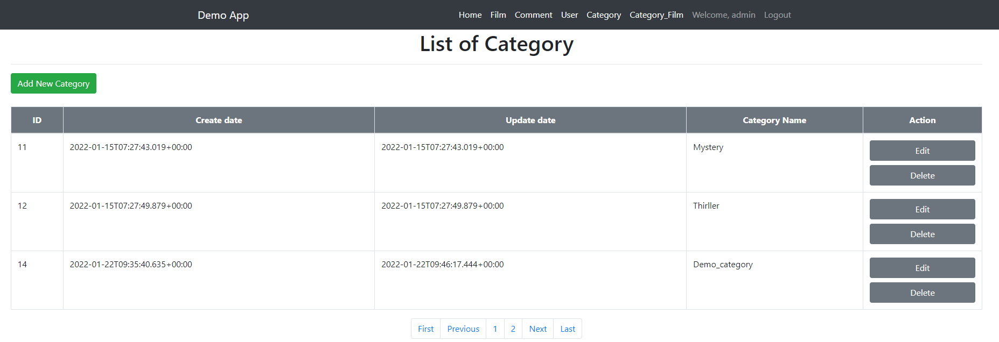 Demo App Home Film Comment User Category Category_Film Welcome, admin Logout
List of Category
Add New Category
ID Create date Update date Category Name Action
11 2022-01-15T07:27:43.019+00:00 2022-01-15T07:27:43.019+00:00 Mystery Edit
Delete
12 2022-01-15T07:27:49.879+00:00 2022-01-15T07:27:49.879+00:00 Thirller Edit
Delete
14 2022-01-22T09:35:40.635+00:00 2022-01-22T09:46:17.444+00:00 Demo_category Edit
Delete
First Previous 1 2 Next Last